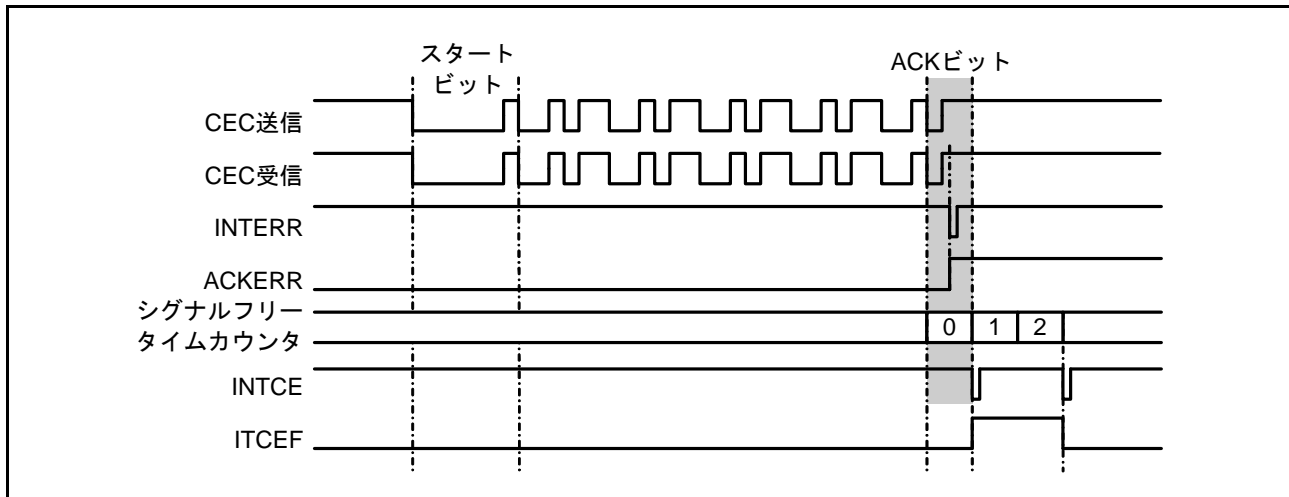 スタート
ビット
ACKビット
CEC送信
CEC受信
INTERR
ACKERR
シグナルフリー
タイムカウンタ
0 1 2
INTCE
ITCEF